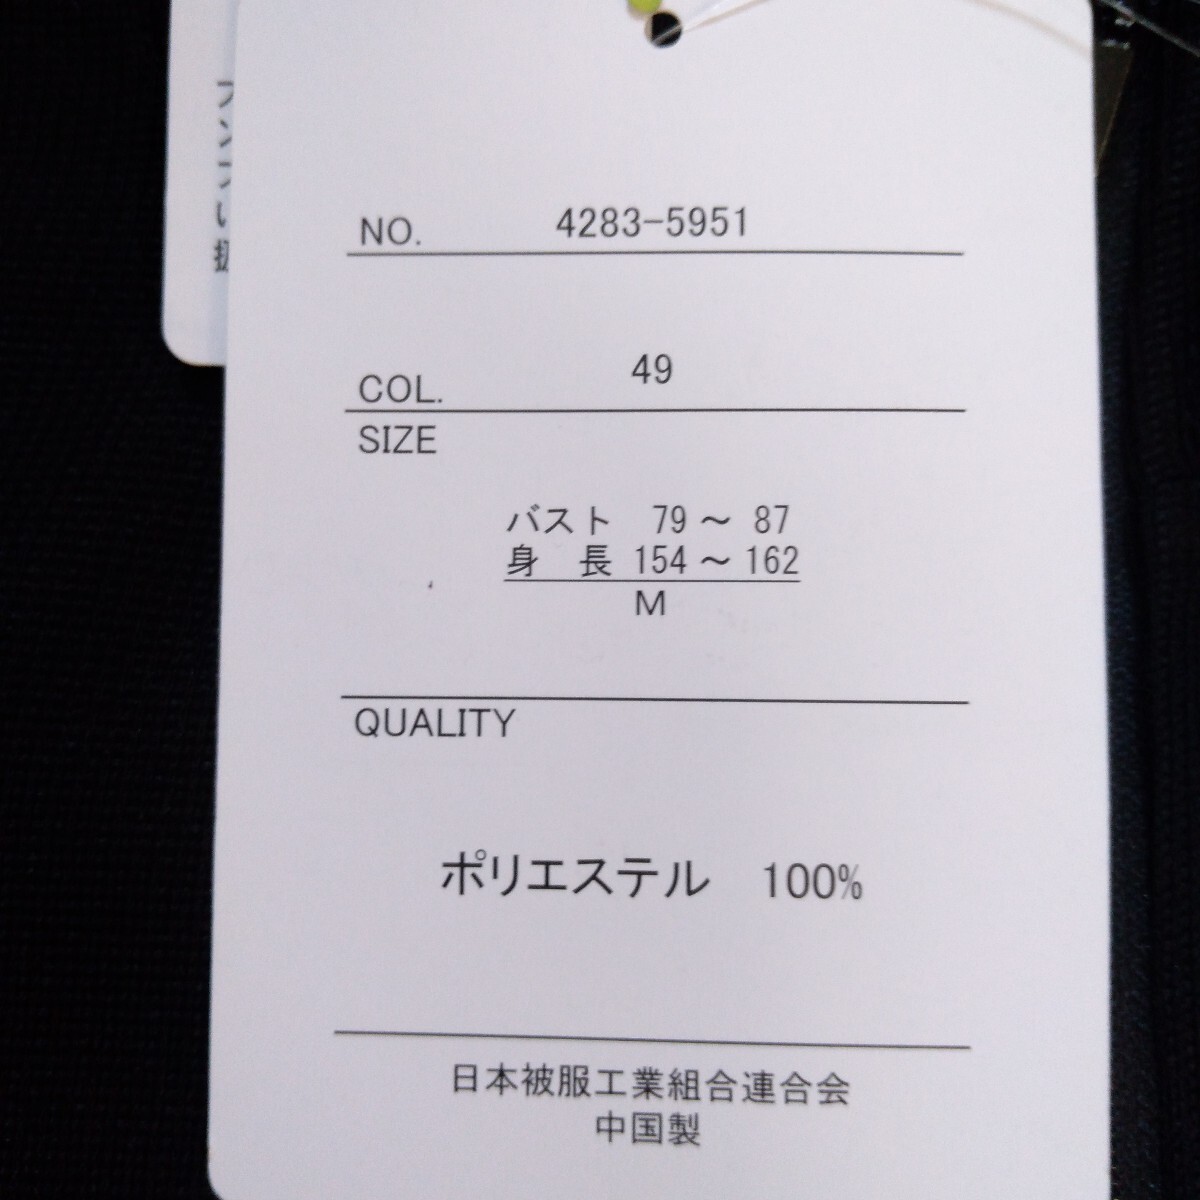 NO. 4283-5951
COL. 49
SIZE
バスト 79～ 87
身 長 154～162
M
QUALITY
ポリエステル 100%
日本被服工業組合連合会
中国製